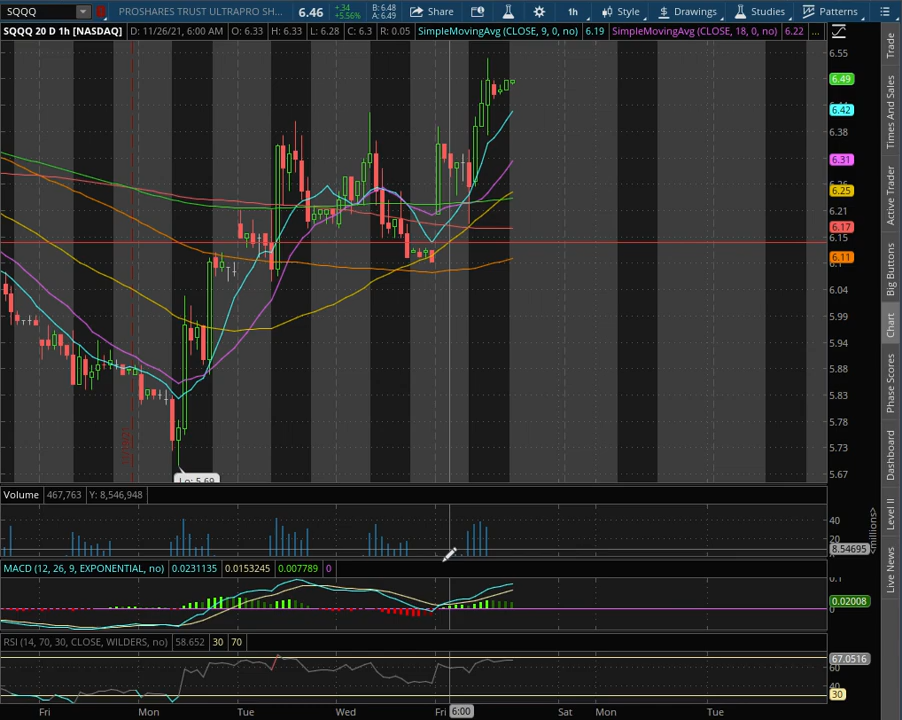 SQQQ PROSHARES TRUST ULTRAPRO SH... 6.46 +.34 +5.56% B: 6.48 A: 6.49 Share 1h Style Drawings Studies Patterns
SQQQ 20 D 1h [NASDAQ] D: 11/26/21, 6:00 AM O: 6.33 H: 6.33 L: 6.28 C: 6.3 R: 0.05 SimpleMovingAvg (CLOSE, 9, 0, no) 6.19 SimpleMovingAvg (CLOSE, 18, 0, no) 6.22 ...
6.55
6.49
6.42
6.38
6.31
6.25
6.21
6.17
6.15
6.11
6.04
5.99
5.94
5.88
5.83
5.78
5.73
5.67
Lo: 5.69
Volume 467,763 Y: 8,546,948
40
20
8.54695
<millions>
MACD (12, 26, 9, EXPONENTIAL, no) 0.0231135 0.0153245 0.007789 0
0.1
0.02008
0
RSI (14, 70, 30, CLOSE, WILDERS, no) 58.652 30 70
67.0516
60
40
30
Fri Mon Tue Wed Fri 6:00 Sat Mon Tue
Trade
Times And Sales
Active Trader
Big Buttons
Chart
Phase Scores
Dashboard
Level II
Live News